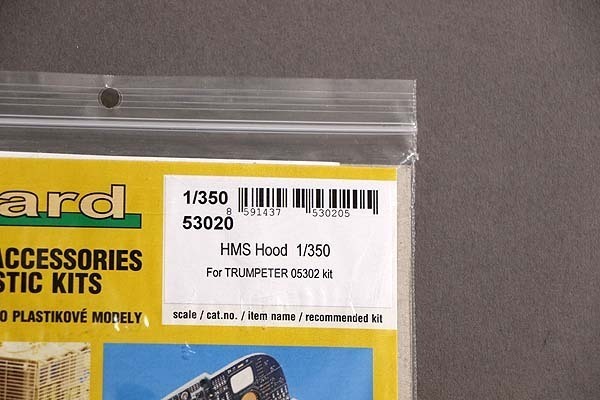 ard
1/350
8 591437 530205
53020
HMS Hood 1/350
For TRUMPETER 05302 kit
ACCESSORIES
STIC KITS
O PLASTIKOVÉ MODELY
scale / cat.no. / item name / recommended kit